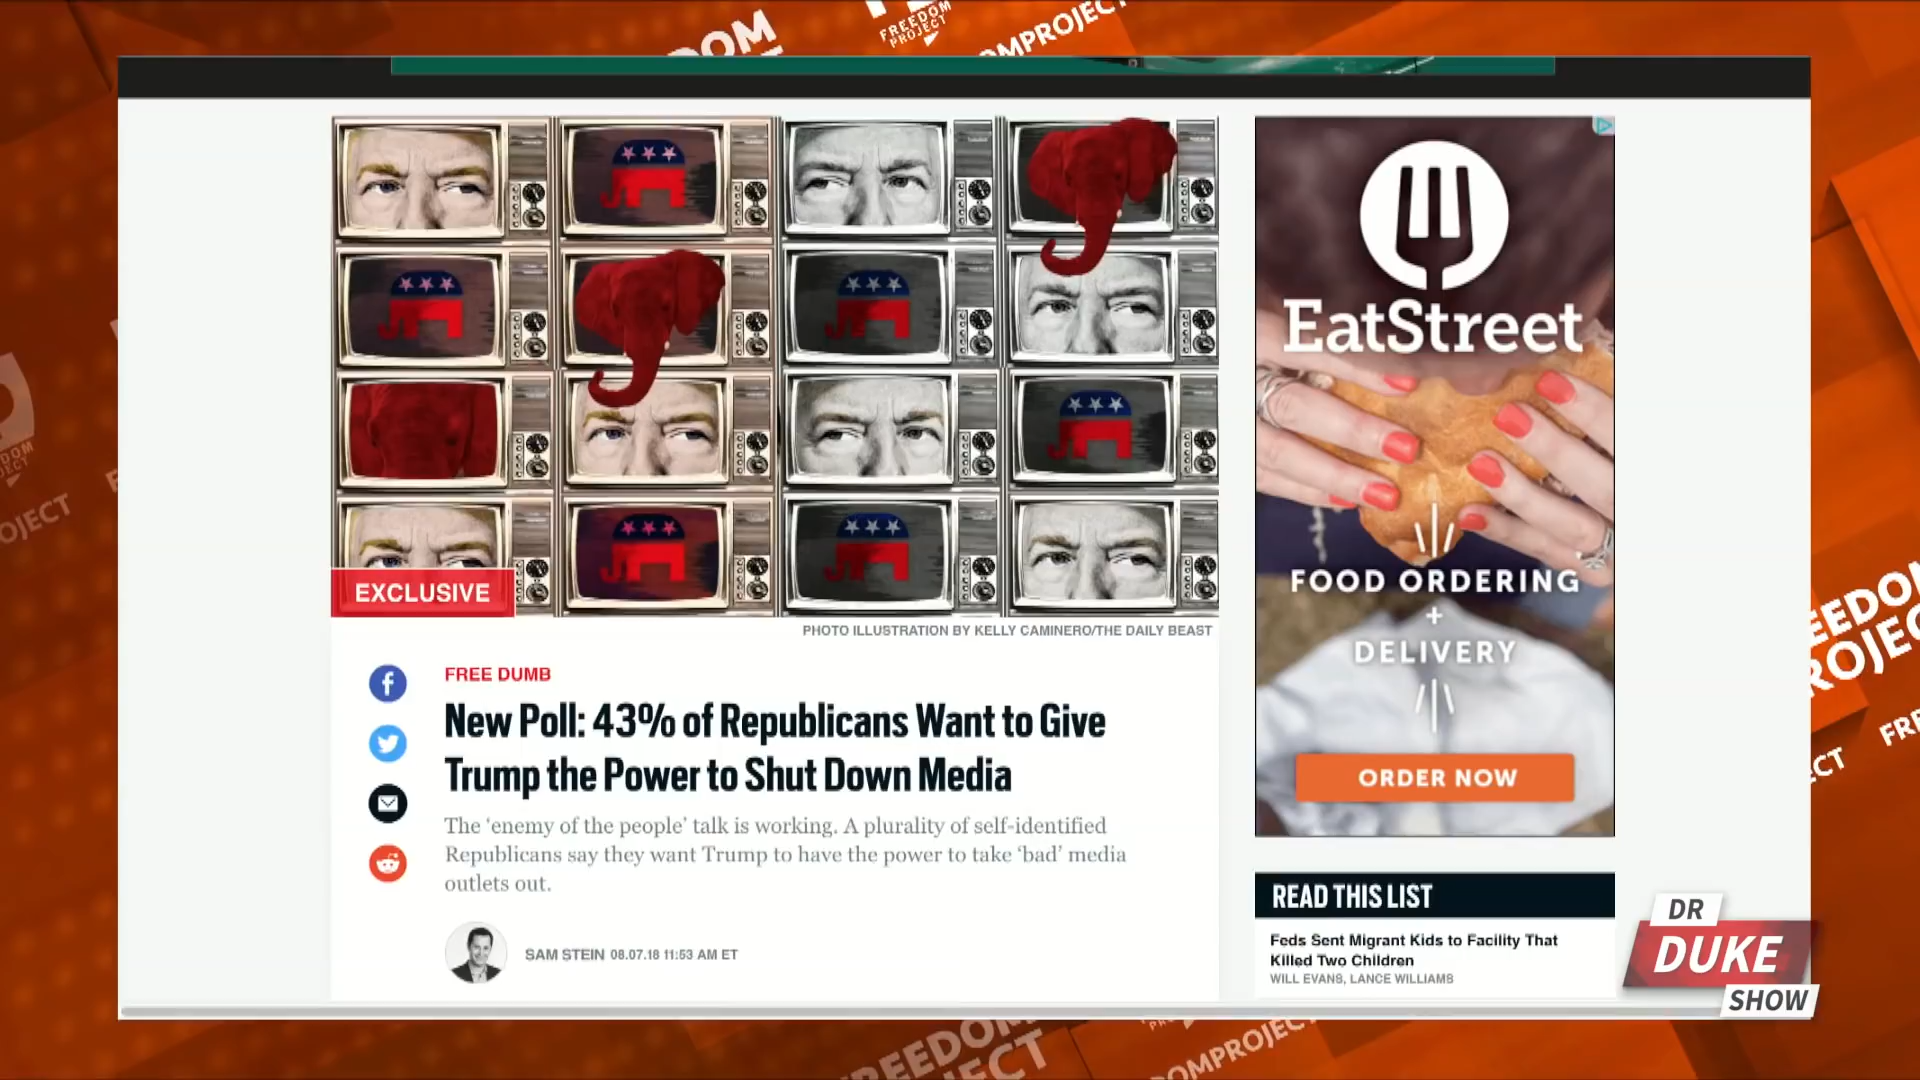 FREEDOM
PROJECT
EXCLUSIVE
PHOTO ILLUSTRATION BY KELLY CAMINERO/THE DAILY BEAST
FREE DUMB
New Poll: 43% of Republicans Want to Give
Trump the Power to Shut Down Media
The ‘enemy of the people’ talk is working. A plurality of self-identified
Republicans say they want Trump to have the power to take ‘bad’ media
outlets out.
SAM STEIN 08.07.18 11:53 AM ET
EatStreet
FOOD ORDERING
+
DELIVERY
ORDER NOW
READ THIS LIST
Feds Sent Migrant Kids to Facility That
Killed Two Children
WILL EVANS, LANCE WILLIAMS
DR
DUKE
SHOW